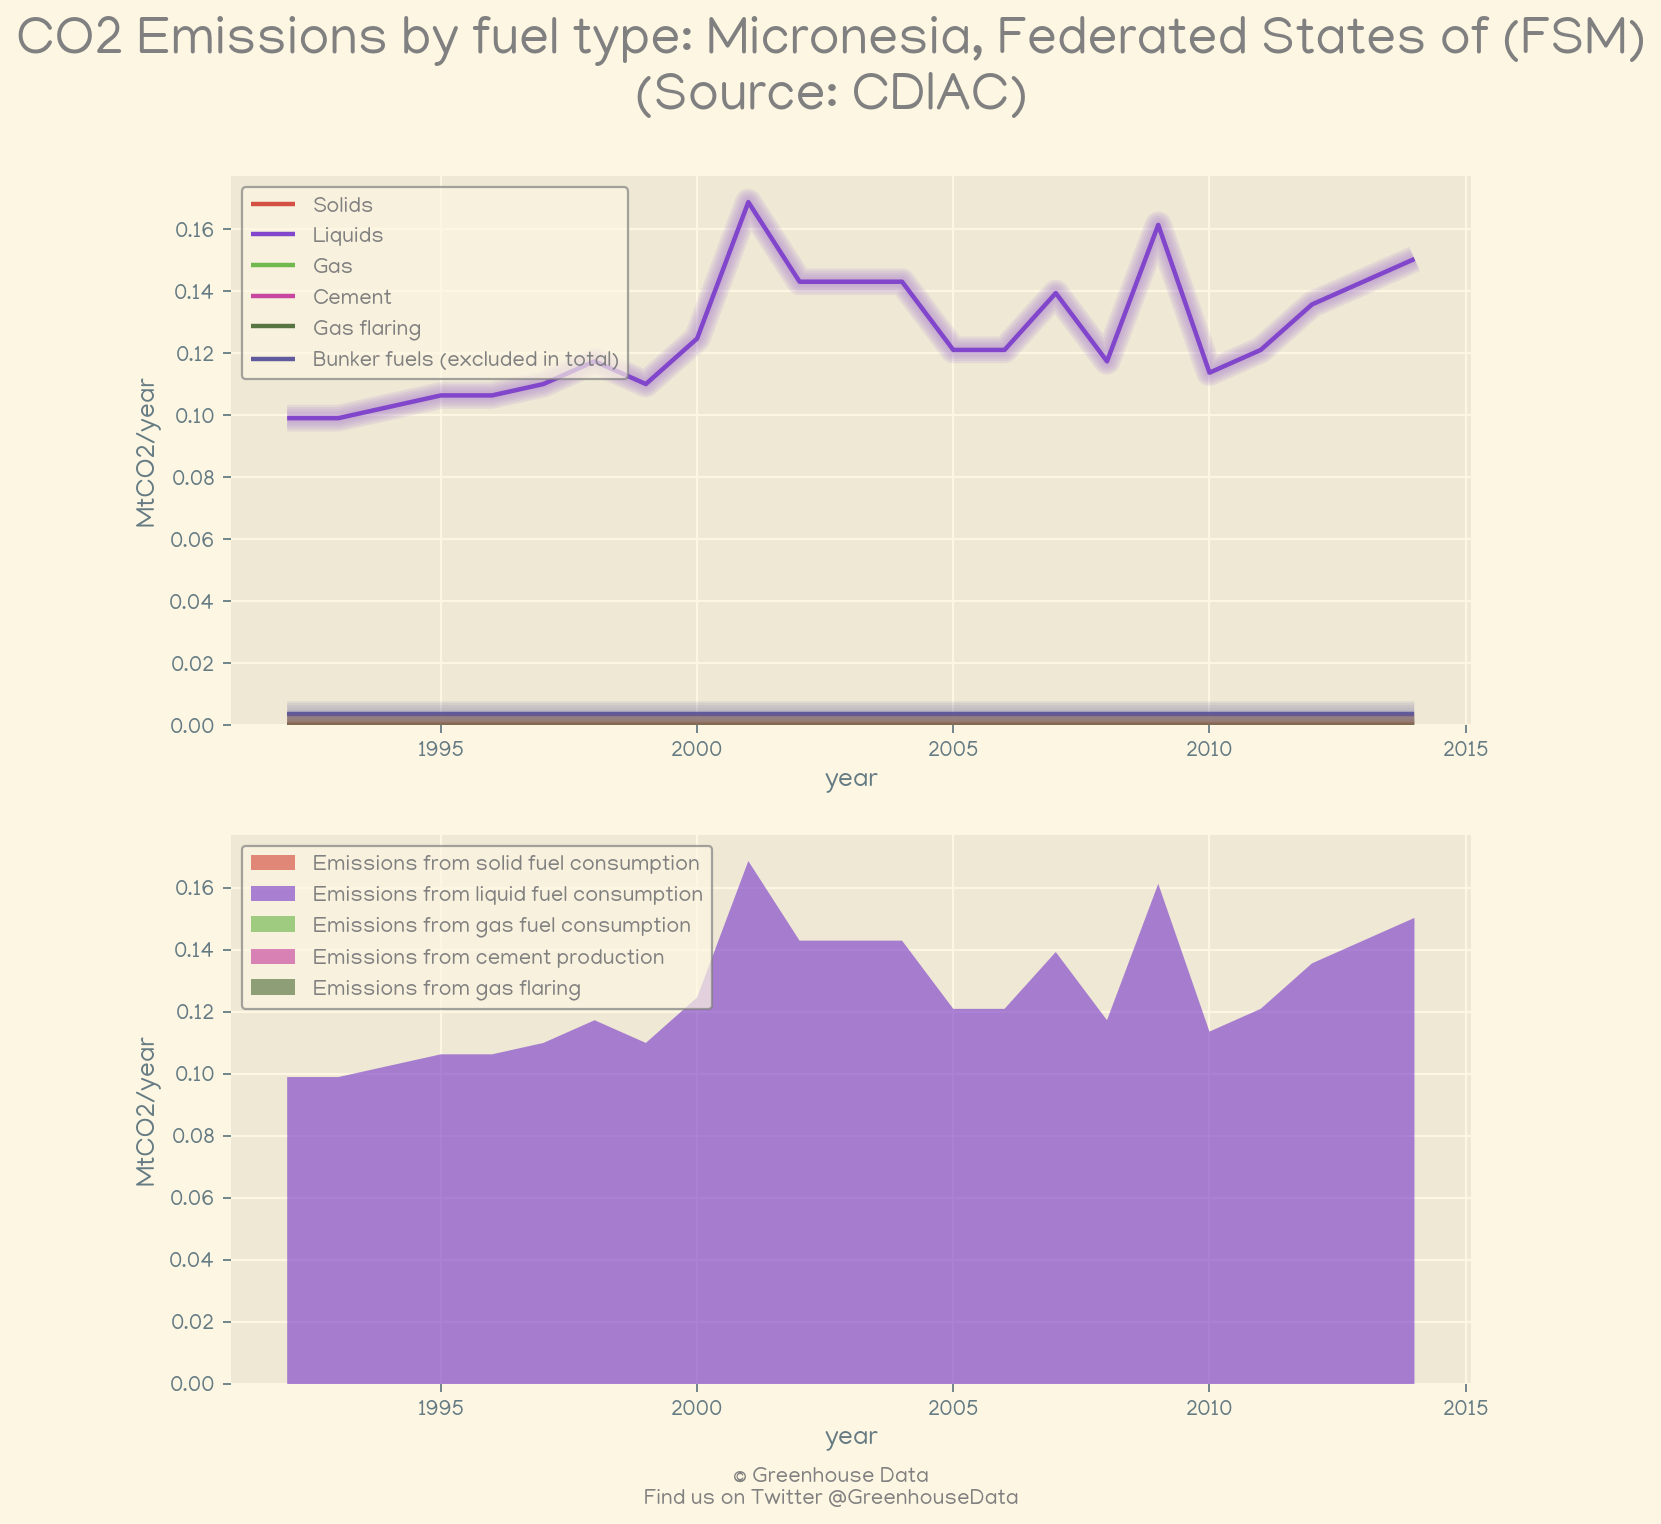 CO2 Emissions by fuel type: Micronesia, Federated States of (FSM)
(Source: CDIAC)
Solids
Liquids
Gas
Cement
Gas flaring
Bunker fuels (excluded in total)
0.16
0.14
0.12
0.10
0.08
0.06
0.04
0.02
0.00
MtCO2/year
1995 2000 2005 2010 2015
year
Emissions from solid fuel consumption
Emissions from liquid fuel consumption
Emissions from gas fuel consumption
Emissions from cement production
Emissions from gas flaring
0.16
0.14
0.12
0.10
0.08
0.06
0.04
0.02
0.00
MtCO2/year
1995 2000 2005 2010 2015
year
© Greenhouse Data
Find us on Twitter @GreenhouseData